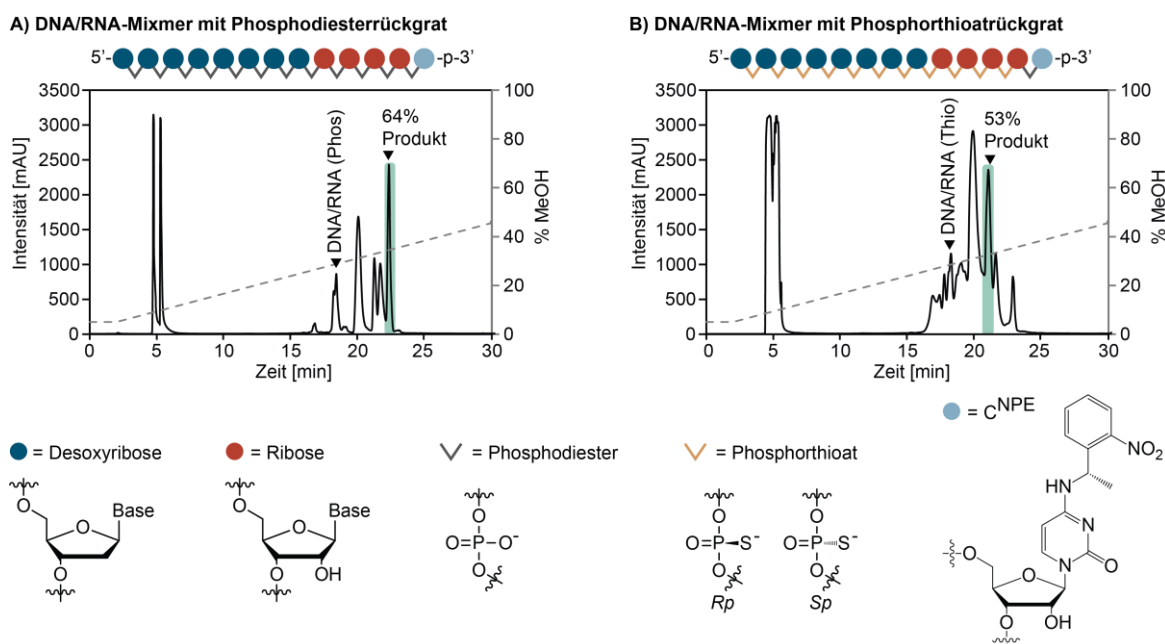 A) DNA/RNA-Mixmer mit Phosphodiesterrückgrat
5'- -p-3'
3500
3000
2500
2000
1500
1000
500
0
Intensität [mAU]
DNA/RNA (Phos)
64%
Produkt
100
80
60
40
20
0
% MeOH
0 5 10 15 20 25 30
Zeit [min]
B) DNA/RNA-Mixmer mit Phosphorthioatrückgrat
5'- -p-3'
3500
3000
2500
2000
1500
1000
500
0
Intensität [mAU]
DNA/RNA (Thio)
53%
Produkt
100
80
60
40
20
0
% MeOH
0 5 10 15 20 25 30
Zeit [min]
= Desoxyribose
O
Base
O
O
= Ribose
O
Base
O
O OH
= Phosphodiester
O
O=P-O⁻
O
= Phosphorthioat
O
O=P S⁻
O
Rp
O
O=P S⁻
O
Sp
= C^NPE
NO₂
HN
N
N O
O
O
O OH